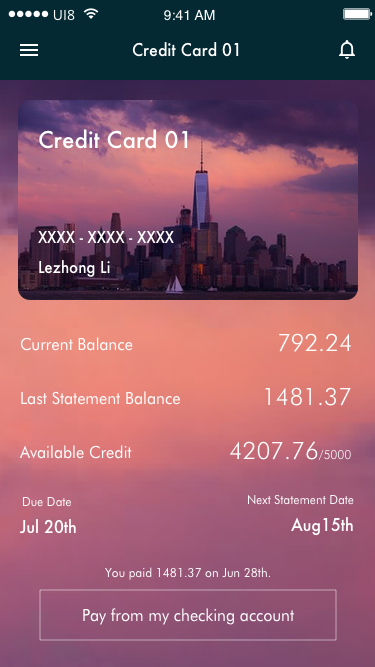 UI8 9:41 AM
Credit Card 01
Credit Card 01
XXXX - XXXX - XXXX
Lezhong Li
Current Balance 792.24
Last Statement Balance 1481.37
Available Credit 4207.76/5000
Due Date Next Statement Date
Jul 20th Aug15th
You paid 1481.37 on Jun 28th.
Pay from my checking account